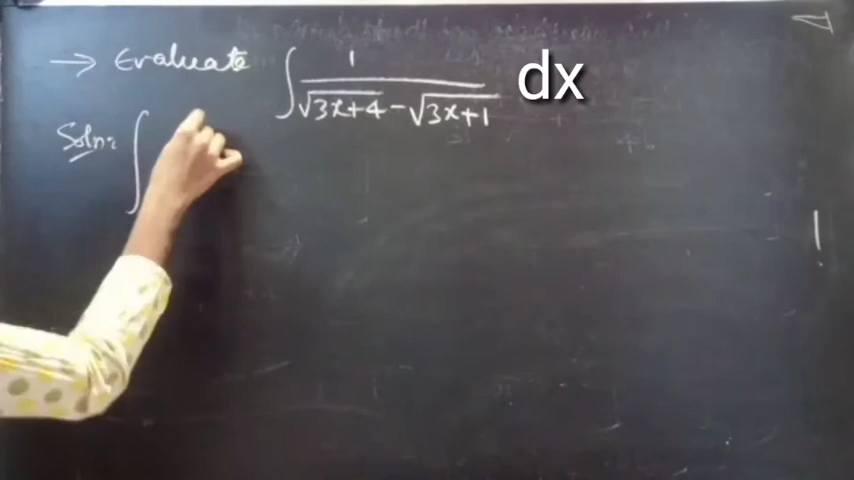 → Evaluate ∫ 1 / (√3x+4 − √3x+1) dx
Soln: ∫